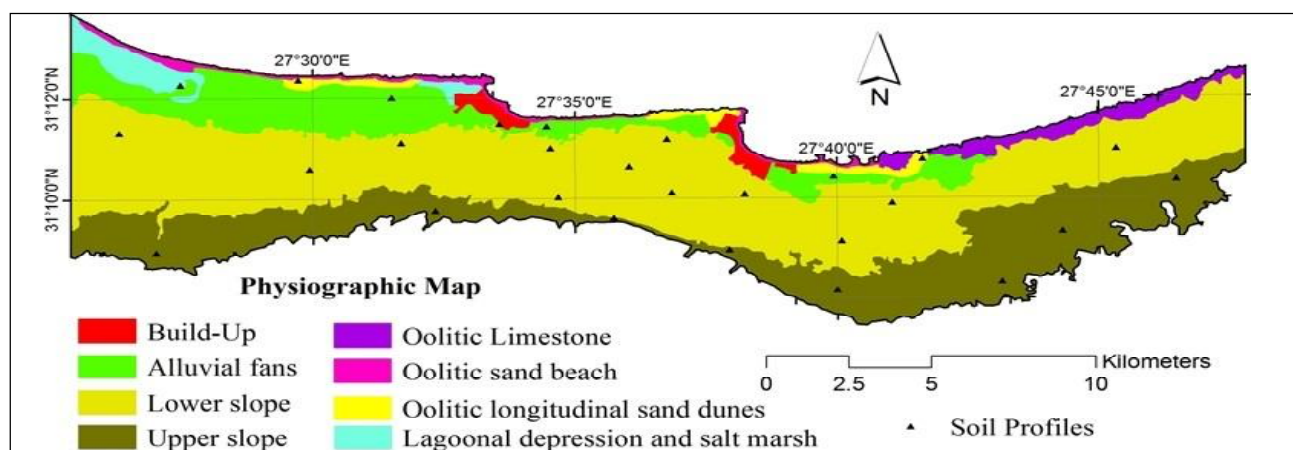 27°30'0"E
27°45'0"E
31°12'0"N
27°35'0"E
N
27°40'0"E
31°10'0"N
Physiographic Map
Build-Up
Alluvial fans
Lower slope
Upper slope
Oolitic Limestone
Oolitic sand beach
Oolitic longitudinal sand dunes
Lagoonal depression and salt marsh
Kilometers
0 2.5 5 10
Soil Profiles